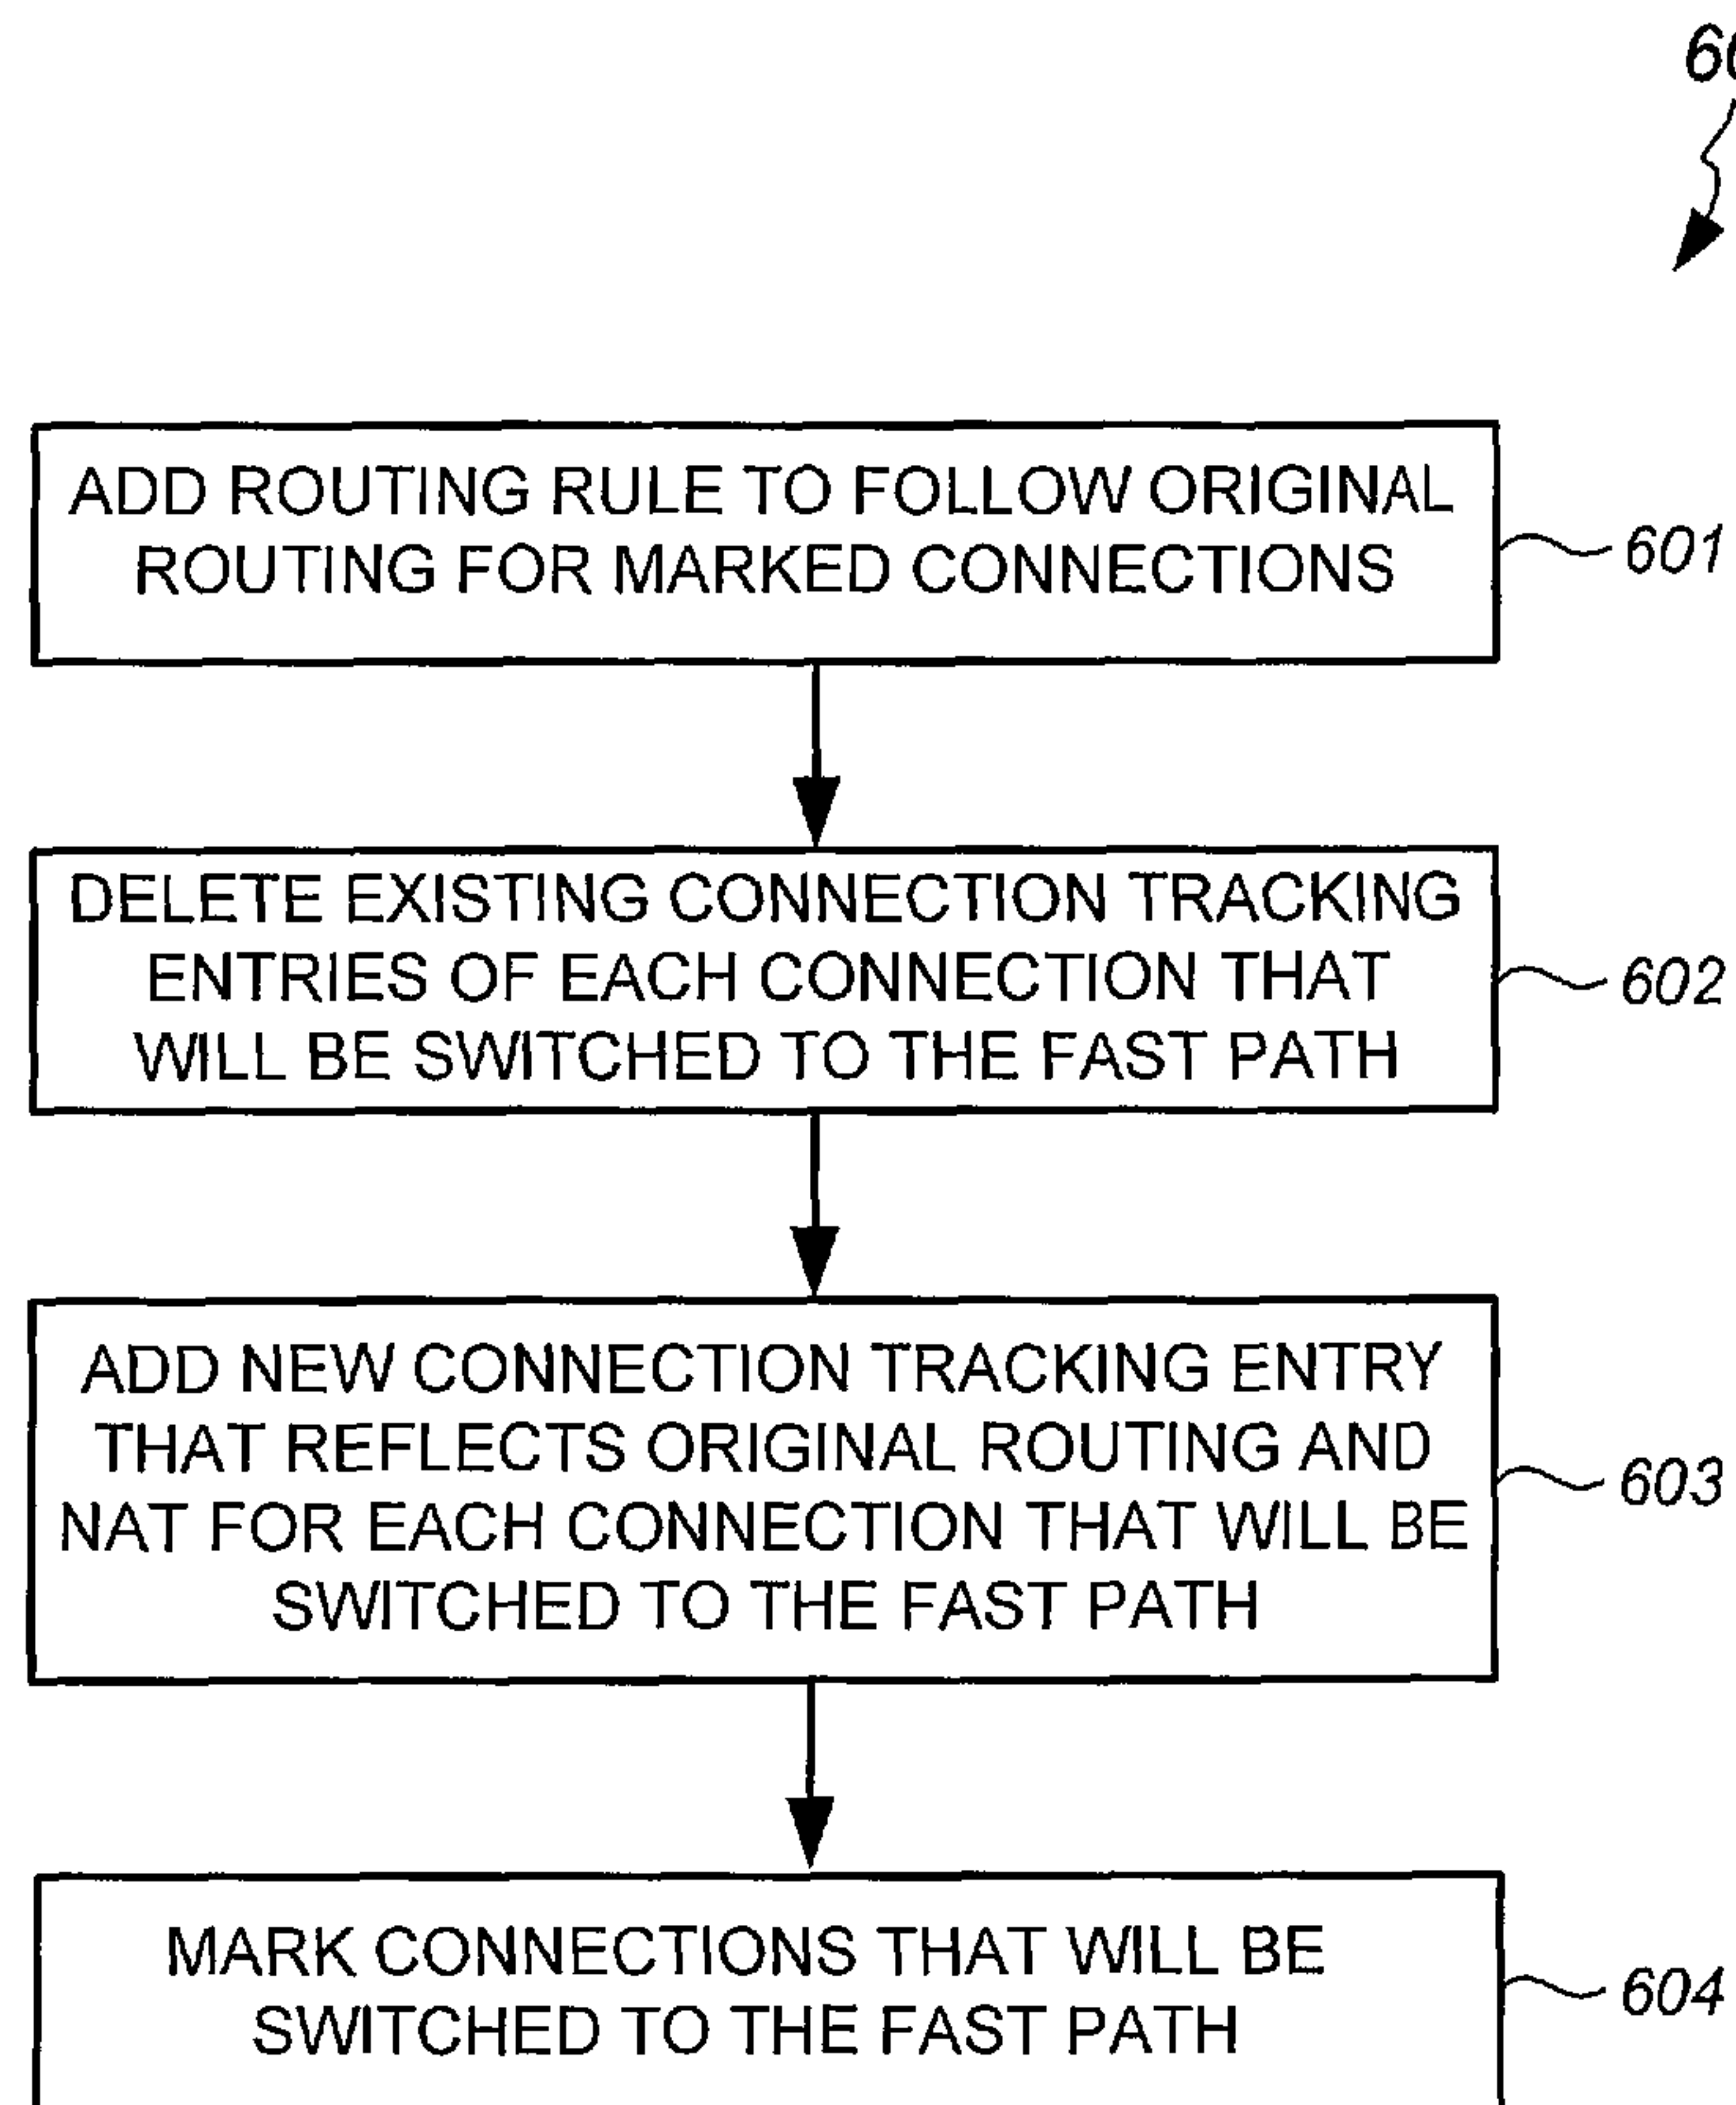 ADD ROUTING RULE TO FOLLOW ORIGINAL
ROUTING FOR MARKED CONNECTIONS
601
DELETE EXISTING CONNECTION TRACKING
ENTRIES OF EACH CONNECTION THAT
WILL BE SWITCHED TO THE FAST PATH
602
ADD NEW CONNECTION TRACKING ENTRY
THAT REFLECTS ORIGINAL ROUTING AND
NAT FOR EACH CONNECTION THAT WILL BE
SWITCHED TO THE FAST PATH
603
MARK CONNECTIONS THAT WILL BE
SWITCHED TO THE FAST PATH
604